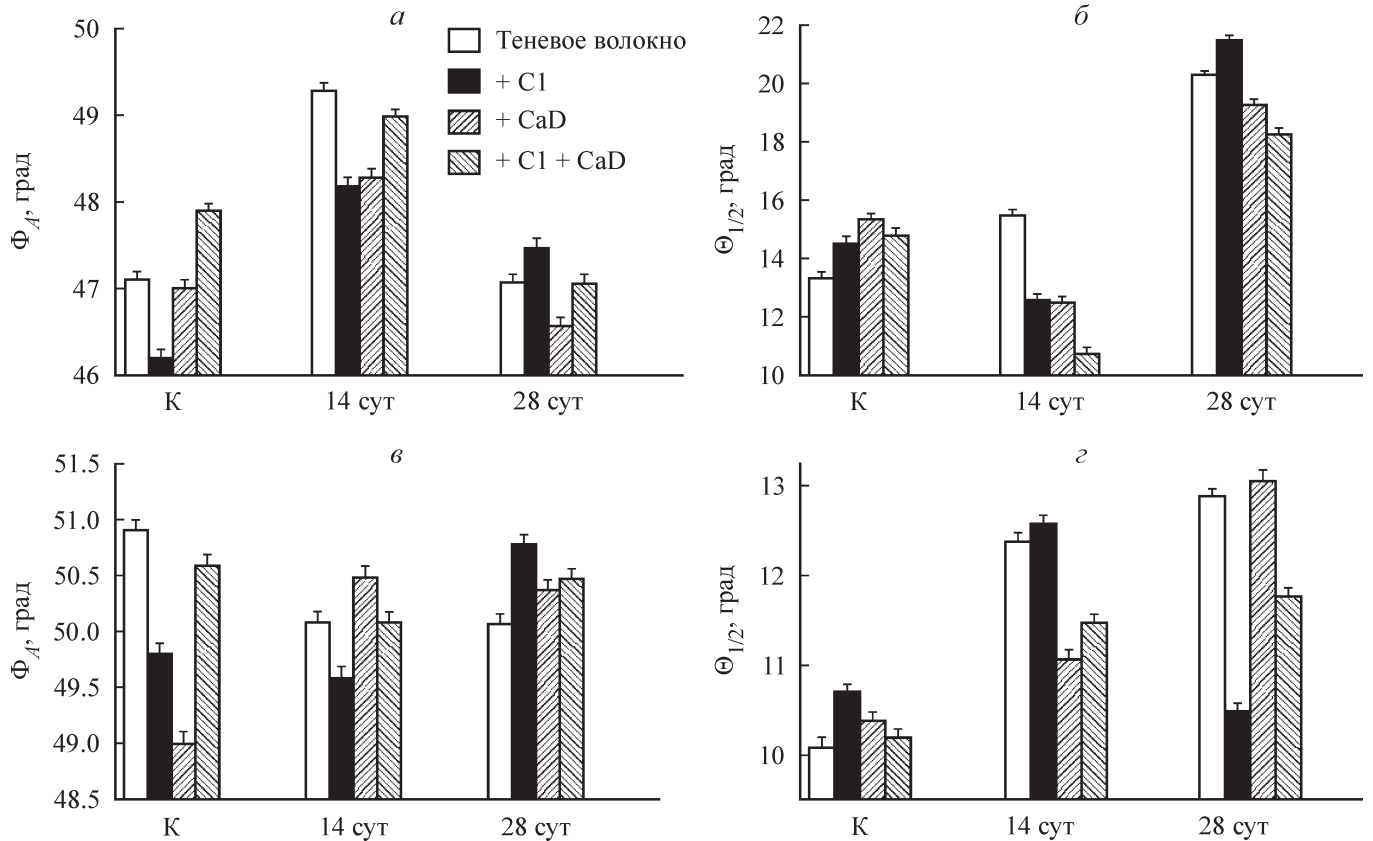 а
Φ_A, град
50
49
48
47
46
К
14 сут
28 сут
Теневое волокно
+ C1
+ CaD
+ C1 + CaD
б
Θ_1/2, град
22
20
18
16
14
12
10
К
14 сут
28 сут
в
Φ_A, град
51.5
51.0
50.5
50.0
49.5
49.0
48.5
К
14 сут
28 сут
г
Θ_1/2, град
13
12
11
10
К
14 сут
28 сут